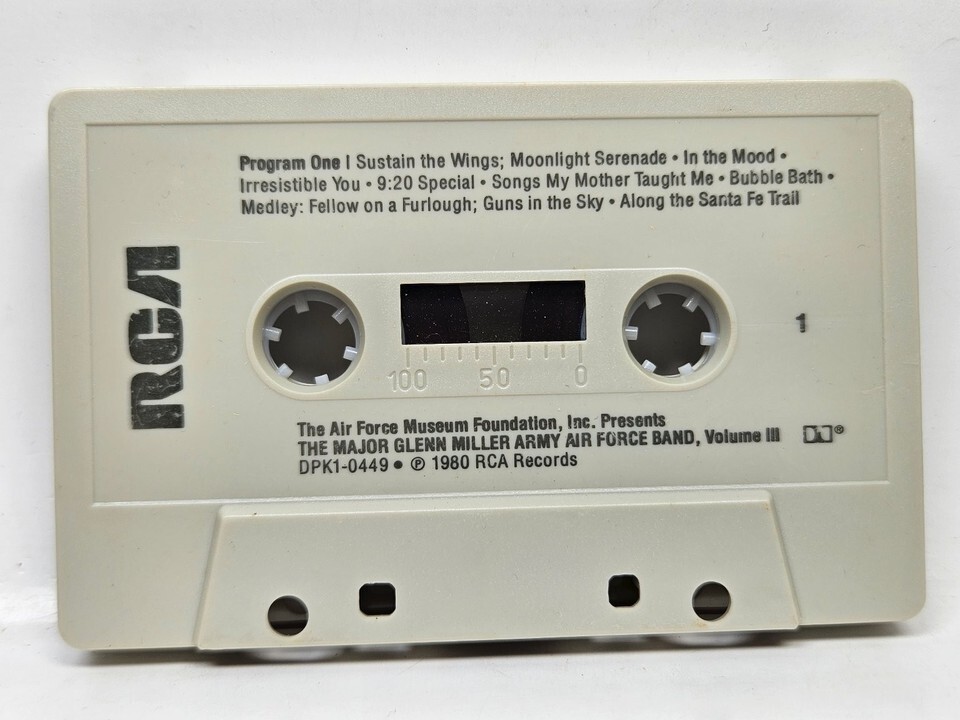 Program One I Sustain the Wings; Moonlight Serenade • In the Mood •
Irresistible You • 9:20 Special • Songs My Mother Taught Me • Bubble Bath •
Medley: Fellow on a Furlough; Guns in the Sky • Along the Santa Fe Trail
RCA
1
100 50 0
The Air Force Museum Foundation, Inc. Presents
THE MAJOR GLENN MILLER ARMY AIR FORCE BAND, Volume III ®
DPK1-0449 • ℗ 1980 RCA Records